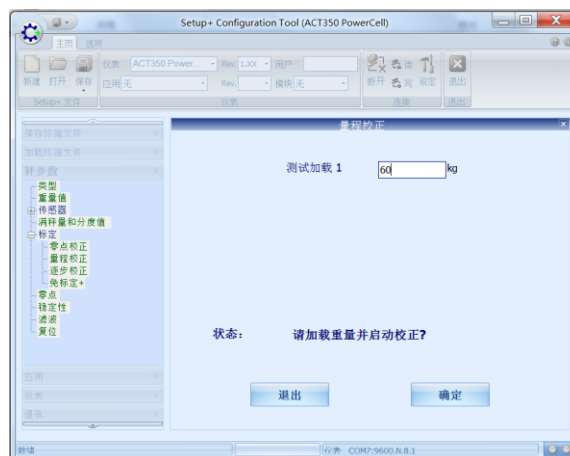 Setup+ Configuration Tool (ACT350 PowerCell)
主页 选项
新建 打开 保存
仪表 ACT350 Power... Rev. 1.XX 用户
应用 无 Rev. 模块 无
断开 读 写 设定 退出
Setup+ 文件 仪表 连接 退出
保存终端文件
加载终端文件
秤参数
类型
重量值
传感器
满秤量和分度值
标定
零点校正
量程校正
逐步校正
免标定+
零点
稳定性
滤波
复位
应用
仪表
通讯
量程校正
测试加载 1 60 kg
状态: 请加载重量并启动校正?
退出 确定
就绪 仪表 COM7:9600.N.8.1